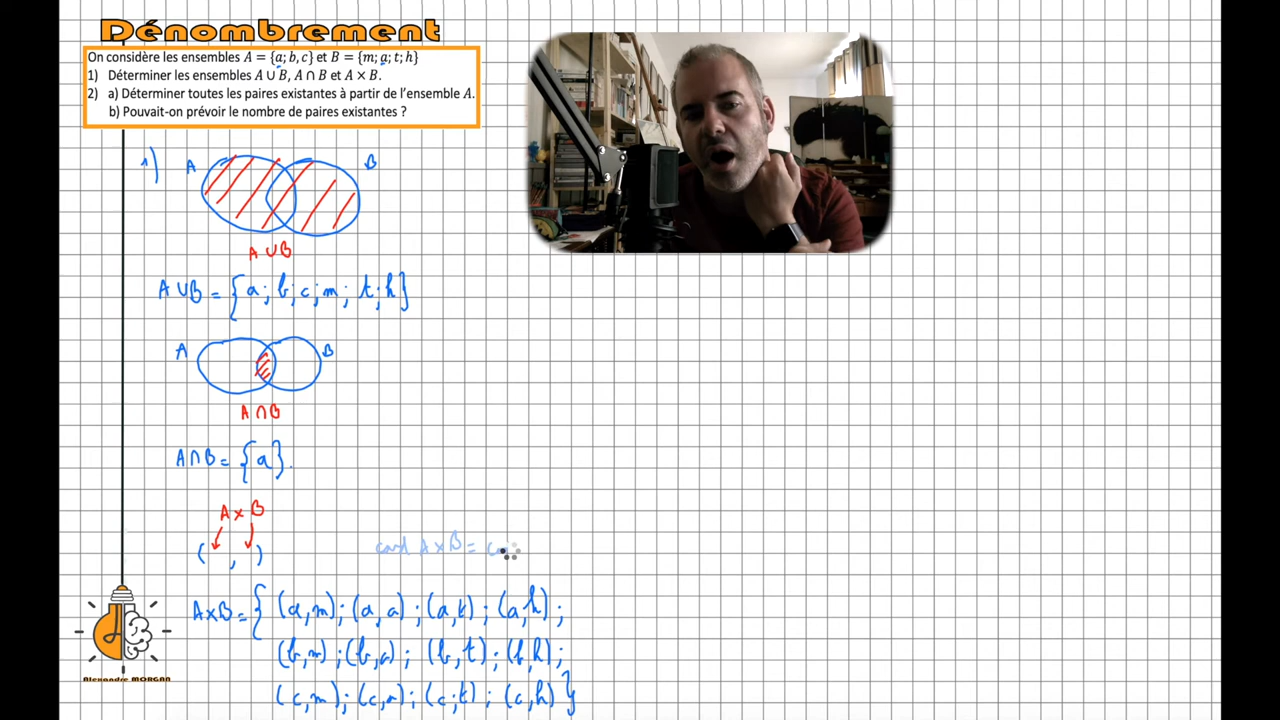 Dénombrement
On considère les ensembles A = {a; b, c} et B = {m; a; t; h}
1) Déterminer les ensembles A ∪ B, A ∩ B et A × B.
2) a) Déterminer toutes les paires existantes à partir de l'ensemble A.
b) Pouvait-on prévoir le nombre de paires existantes ?
1)
A
B
A ∪ B
A ∪ B = {a; b; c; m; t; h}
A
B
A ∩ B
A ∩ B = {a}.
A × B
( , )
card A × B = c
A×B = { (a,m); (a,a); (a,t); (a,h);
(b,m); (b,a); (b,t); (b,h);
(c,m); (c,a); (c;t); (c,h) }
Alexandre MORGAN